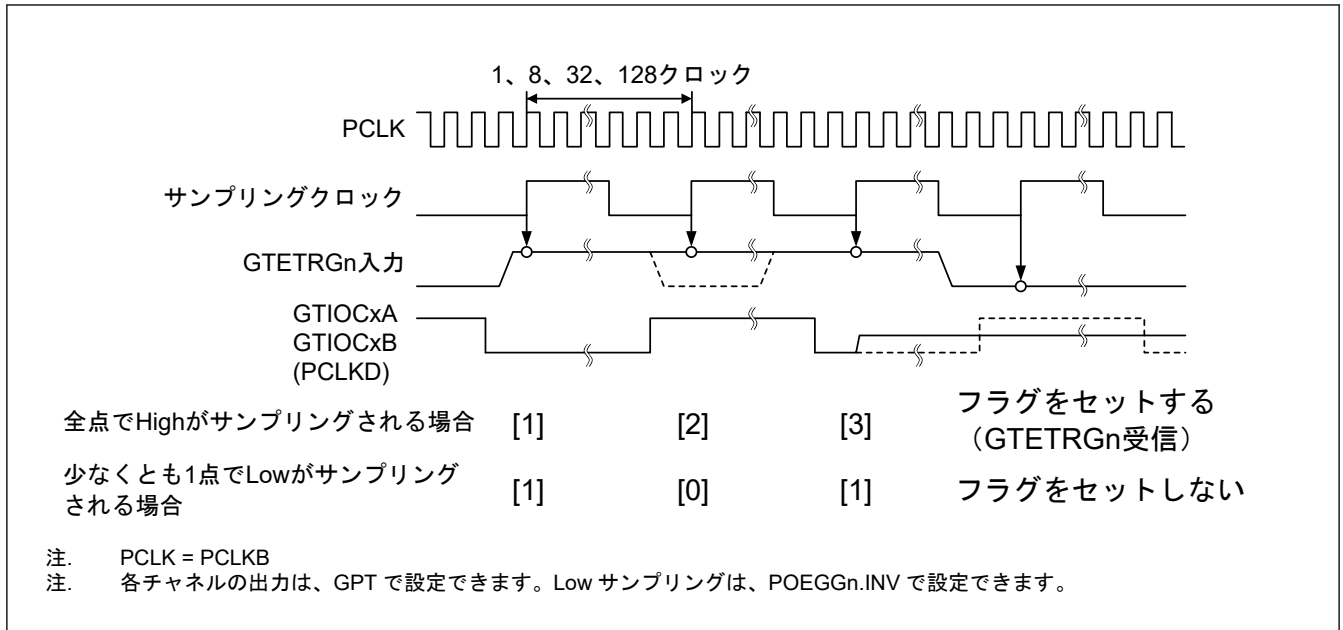 1、8、32、128クロック
PCLK
サンプリングクロック
GTETRGn入力
GTIOCxA
GTIOCxB
(PCLKD)
全点でHighがサンプリングされる場合 [1] [2] [3] フラグをセットする
（GTETRGn受信）
少なくとも1点でLowがサンプリング
される場合 [1] [0] [1] フラグをセットしない
注. PCLK = PCLKB
注. 各チャネルの出力は、GPT で設定できます。Low サンプリングは、POEGGn.INV で設定できます。